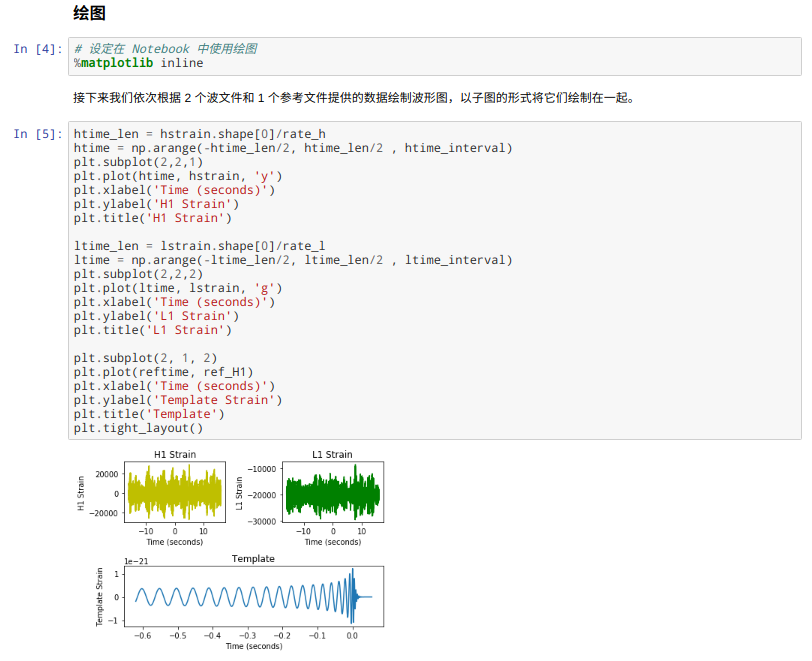 绘图
In [4]:
# 设定在 Notebook 中使用绘图
%matplotlib inline
接下来我们依次根据 2 个波文件和 1 个参考文件提供的数据绘制波形图，以子图的形式将它们绘制在一起。
In [5]:
htime_len = hstrain.shape[0]/rate_h
htime = np.arange(-htime_len/2, htime_len/2 , htime_interval)
plt.subplot(2,2,1)
plt.plot(htime, hstrain, 'y')
plt.xlabel('Time (seconds)')
plt.ylabel('H1 Strain')
plt.title('H1 Strain')
ltime_len = lstrain.shape[0]/rate_l
ltime = np.arange(-ltime_len/2, ltime_len/2 , ltime_interval)
plt.subplot(2,2,2)
plt.plot(ltime, lstrain, 'g')
plt.xlabel('Time (seconds)')
plt.ylabel('L1 Strain')
plt.title('L1 Strain')
plt.subplot(2, 1, 2)
plt.plot(reftime, ref_H1)
plt.xlabel('Time (seconds)')
plt.ylabel('Template Strain')
plt.title('Template')
plt.tight_layout()
H1 Strain
H1 Strain
20000
0
−20000
−10 0 10
Time (seconds)
L1 Strain
L1 Strain
−10000
−20000
−30000
−10 0 10
Time (seconds)
Template
1e−21
Template Strain
1
0
−1
−0.6 −0.5 −0.4 −0.3 −0.2 −0.1 0.0
Time (seconds)